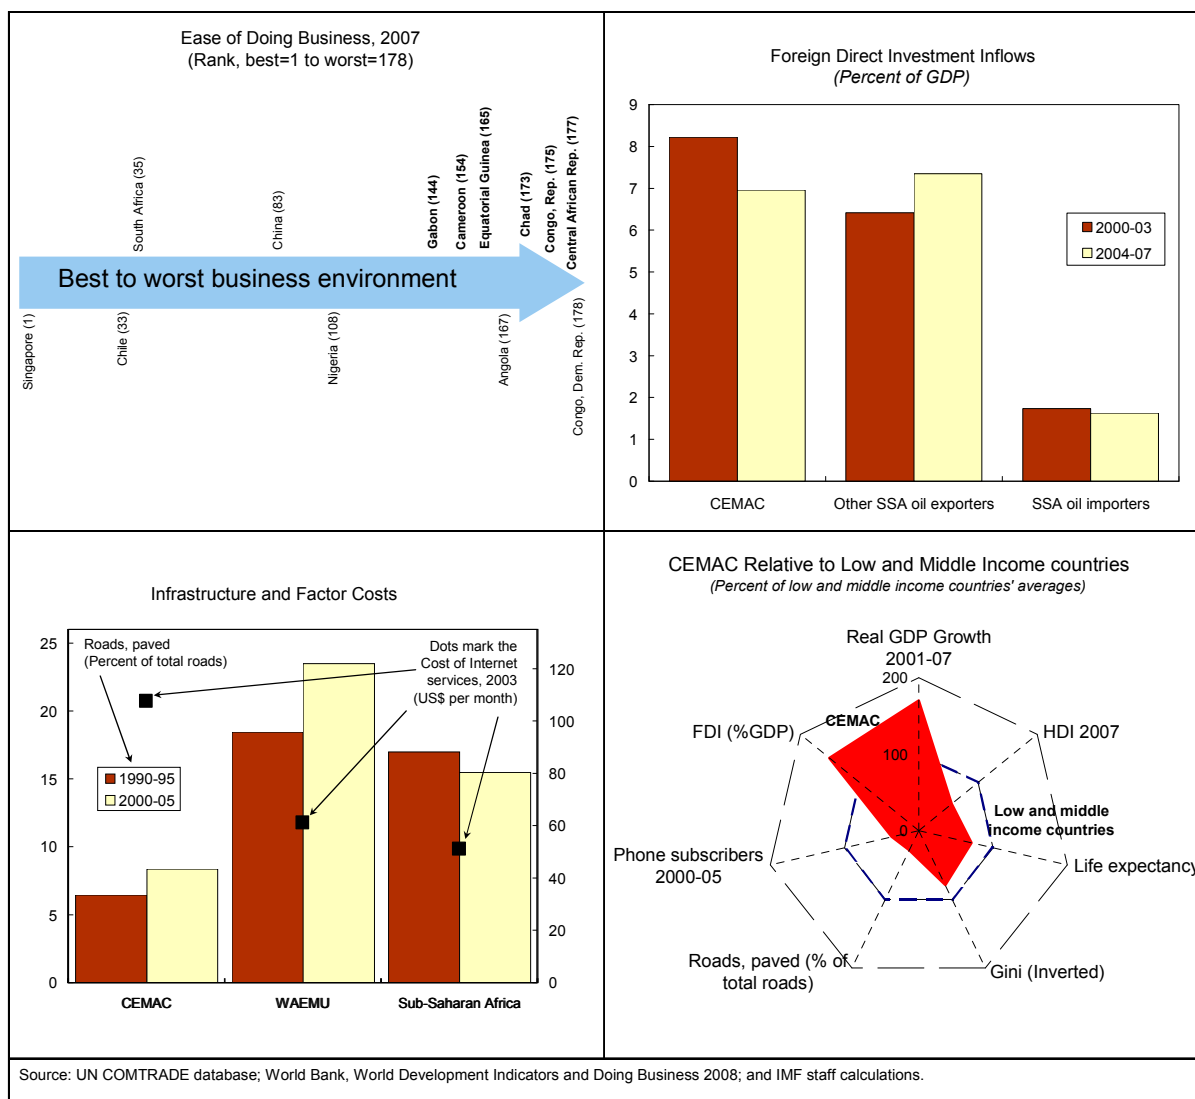 Ease of Doing Business, 2007
(Rank, best=1 to worst=178)
South Africa (35)
China (83)
Gabon (144)
Cameroon (154)
Equatorial Guinea (165)
Chad (173)
Congo, Rep. (175)
Central African Rep. (177)
Best to worst business environment
Singapore (1)
Chile (33)
Nigeria (108)
Angola (167)
Congo, Dem. Rep. (178)
Foreign Direct Investment Inflows
(Percent of GDP)
9
8
7
6
5
4
3
2
1
0
2000-03
2004-07
CEMAC
Other SSA oil exporters
SSA oil importers
Infrastructure and Factor Costs
Roads, paved
(Percent of total roads)
Dots mark the
Cost of Internet
services, 2003
(US$ per month)
25
20
15
10
5
0
120
100
80
60
40
20
0
1990-95
2000-05
CEMAC
WAEMU
Sub-Saharan Africa
CEMAC Relative to Low and Middle Income countries
(Percent of low and middle income countries' averages)
Real GDP Growth
2001-07
200
CEMAC
FDI (%GDP)
HDI 2007
100
0
Low and middle
income countries
Phone subscribers
2000-05
Life expectancy
Roads, paved (% of
total roads)
Gini (Inverted)
Source: UN COMTRADE database; World Bank, World Development Indicators and Doing Business 2008; and IMF staff calculations.